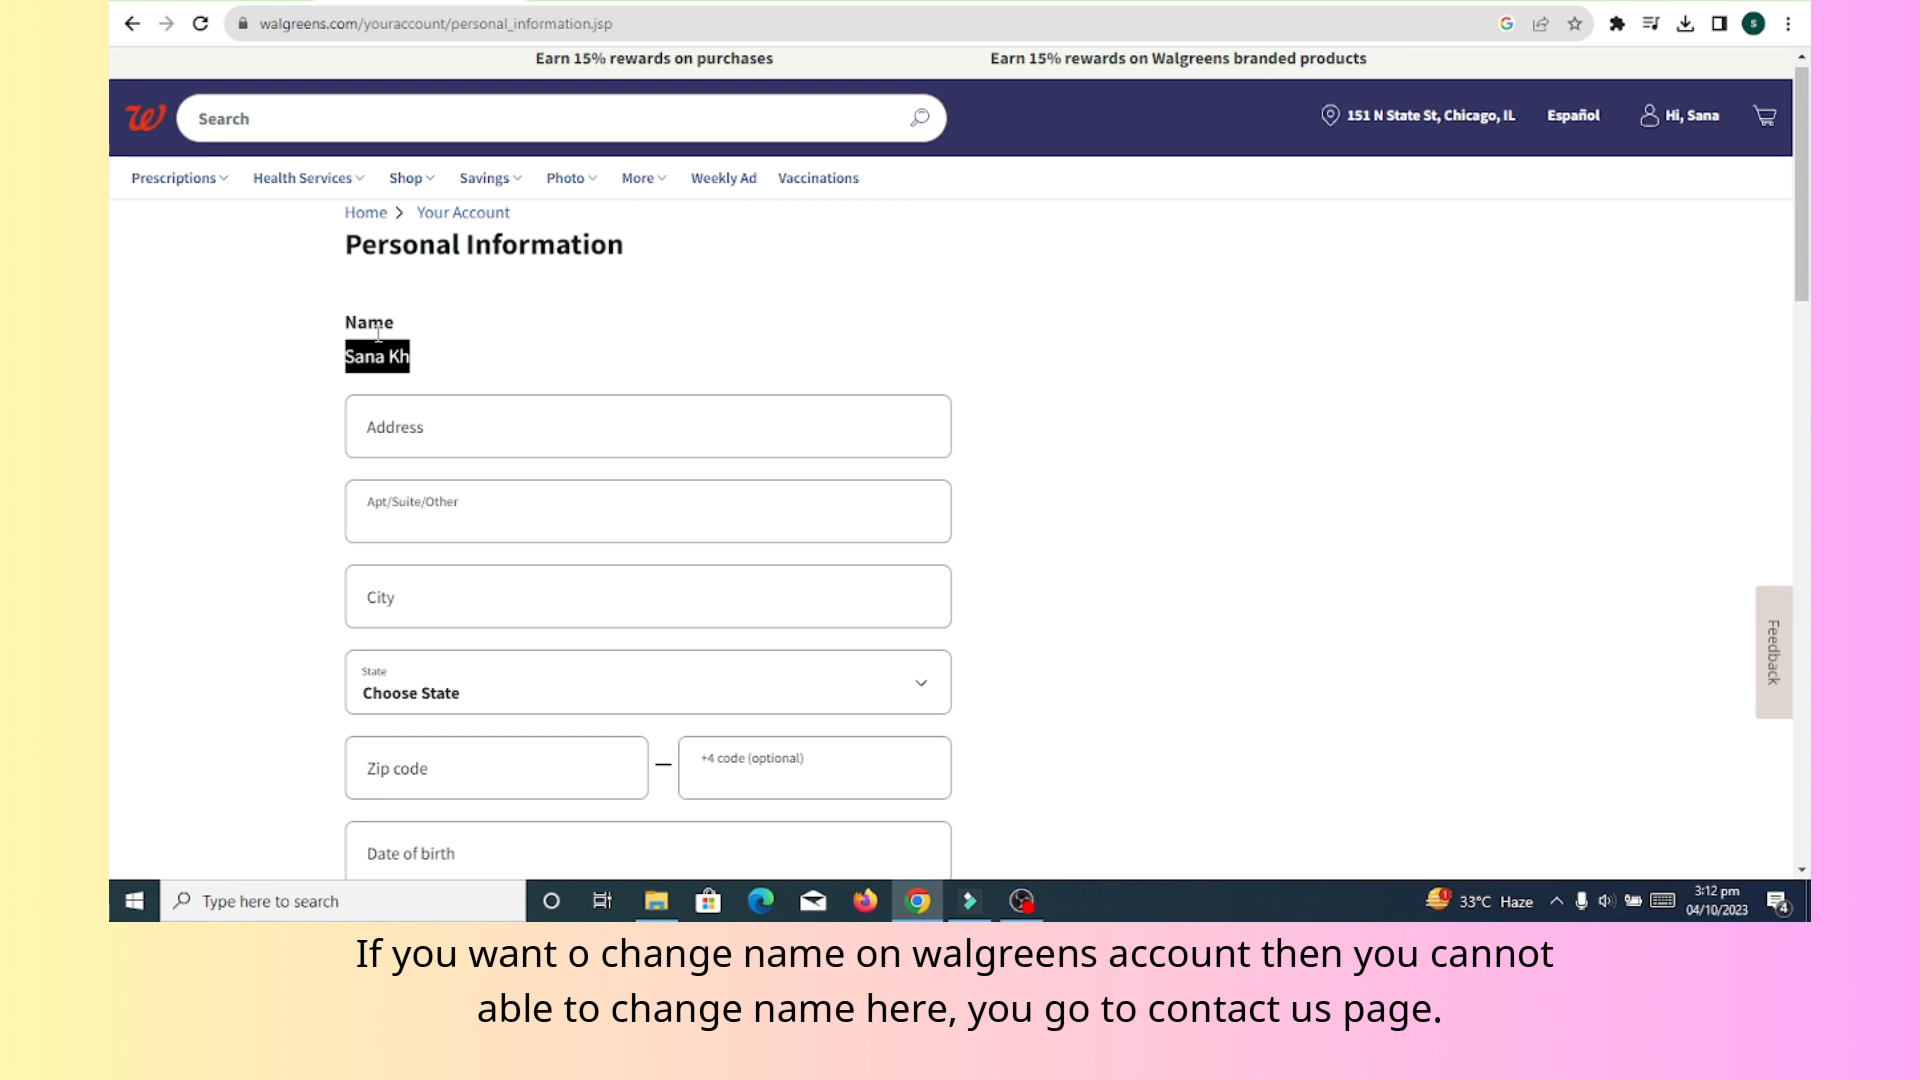 walgreens.com/youraccount/personal_information.jsp
S
Earn 15% rewards on purchases Earn 15% rewards on Walgreens branded products
W Search 151 N State St, Chicago, IL Español Hi, Sana
Prescriptions Health Services Shop Savings Photo More Weekly Ad Vaccinations
Home > Your Account
Personal Information
Name
Sana Kh
Address
Apt/Suite/Other
City
State
Choose State
Zip code — +4 code (optional)
Date of birth
Feedback
Type here to search 33°C Haze 3:12 pm
04/10/2023 4
If you want o change name on walgreens account then you cannot
able to change name here, you go to contact us page.